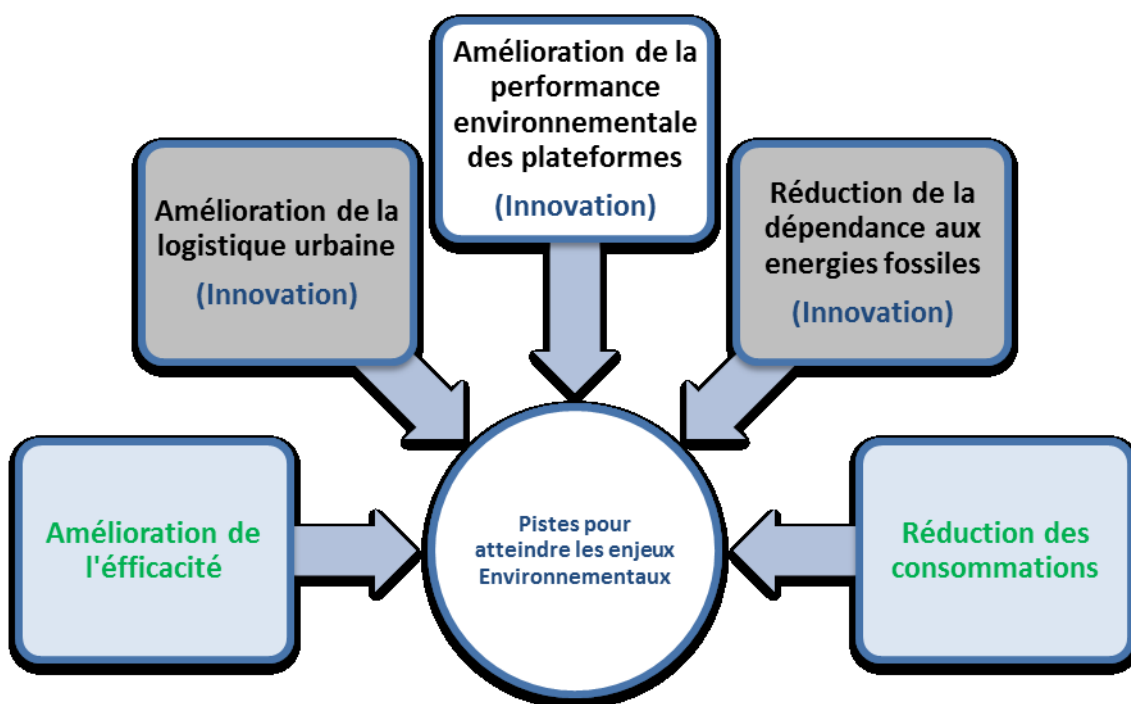 Amélioration de la
performance
environnementale
des plateformes
(Innovation)
Amélioration de la
logistique urbaine
(Innovation)
Réduction de la
dépendance aux
energies fossiles
(Innovation)
Amélioration de
l'éfficacité
Pistes pour
atteindre les enjeux
Environnementaux
Réduction des
consommations